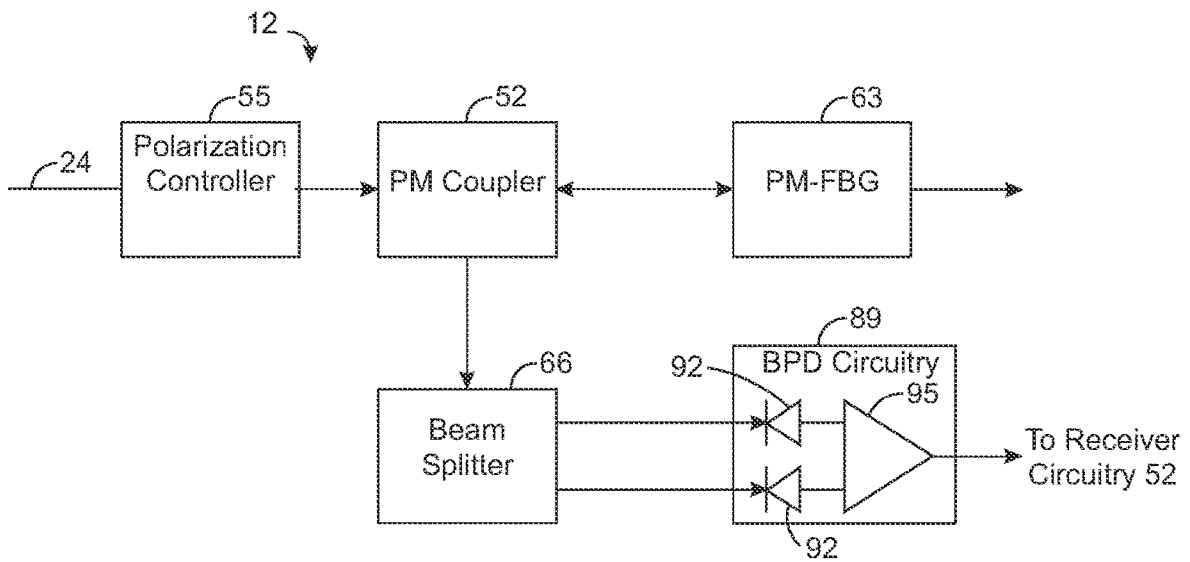 12
55
52
63
Polarization
Controller
24
PM Coupler
PM-FBG
89
66
BPD Circuitry
92
95
Beam
Splitter
To Receiver
Circuitry 52
92